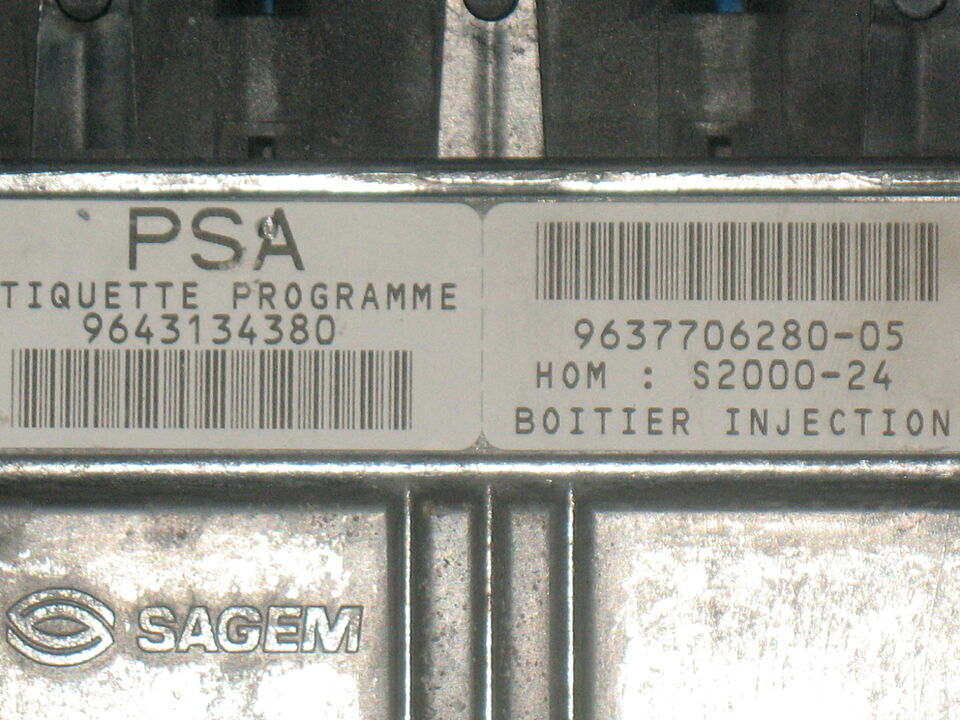 PSA
TIQUETTE PROGRAMME
9643134380
9637706280-05
HOM : S2000-24
BOITIER INJECTION
SAGEM